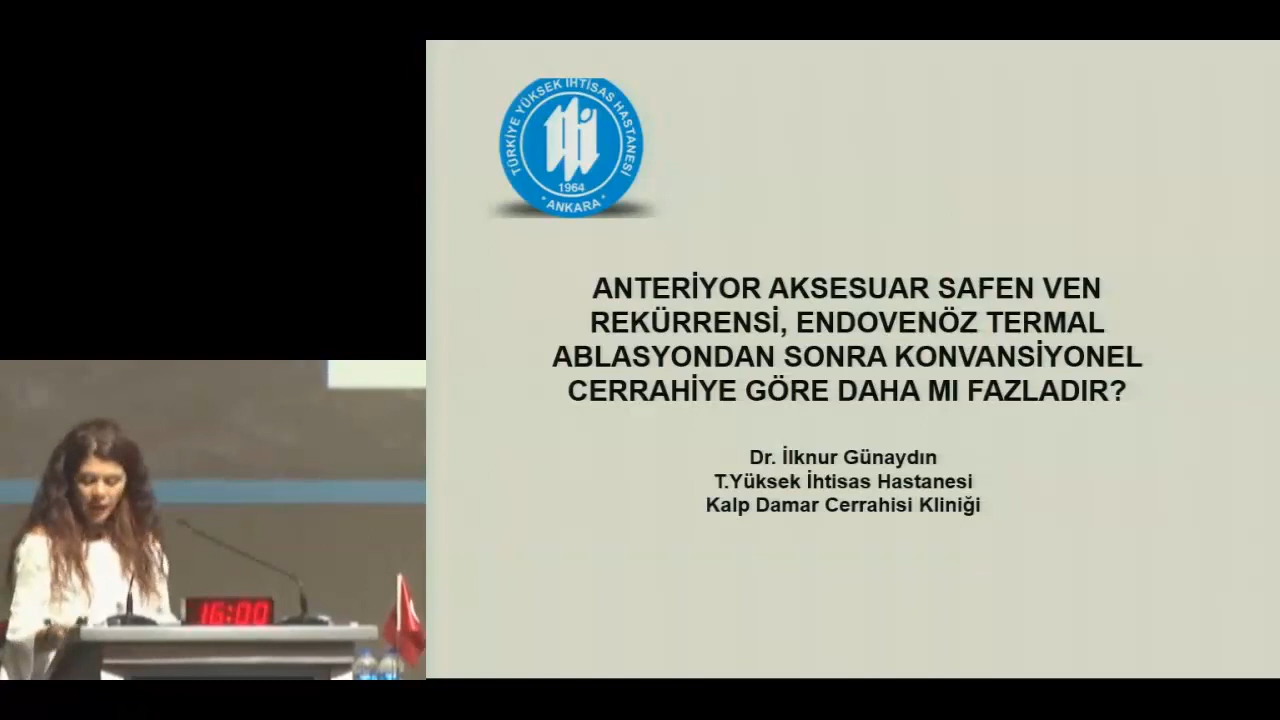 TÜRKİYE YÜKSEK İHTİSAS HASTANESİ
1964
* ANKARA *
ANTERİYOR AKSESUAR SAFEN VEN
REKÜRRENSİ, ENDOVENÖZ TERMAL
ABLASYONDAN SONRA KONVANSİYONEL
CERRAHİYE GÖRE DAHA MI FAZLADIR?
Dr. İlknur Günaydın
T.Yüksek İhtisas Hastanesi
Kalp Damar Cerrahisi Kliniği
16:00